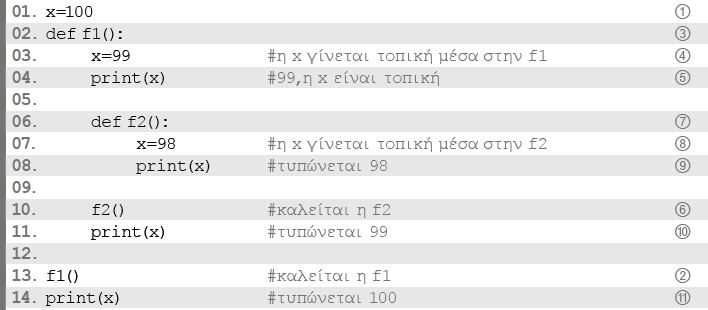 01. x=100 ①
02. def f1(): ③
03. x=99 #η x γίνεται τοπική μέσα στην f1 ④
04. print(x) #99,η x είναι τοπική ⑤
05.
06. def f2(): ⑦
07. x=98 #η x γίνεται τοπική μέσα στην f2 ⑧
08. print(x) #τυπώνεται 98 ⑨
09.
10. f2() #καλείται η f2 ⑥
11. print(x) #τυπώνεται 99 ⑩
12.
13. f1() #καλείται η f1 ②
14. print(x) #τυπώνεται 100 ⑪